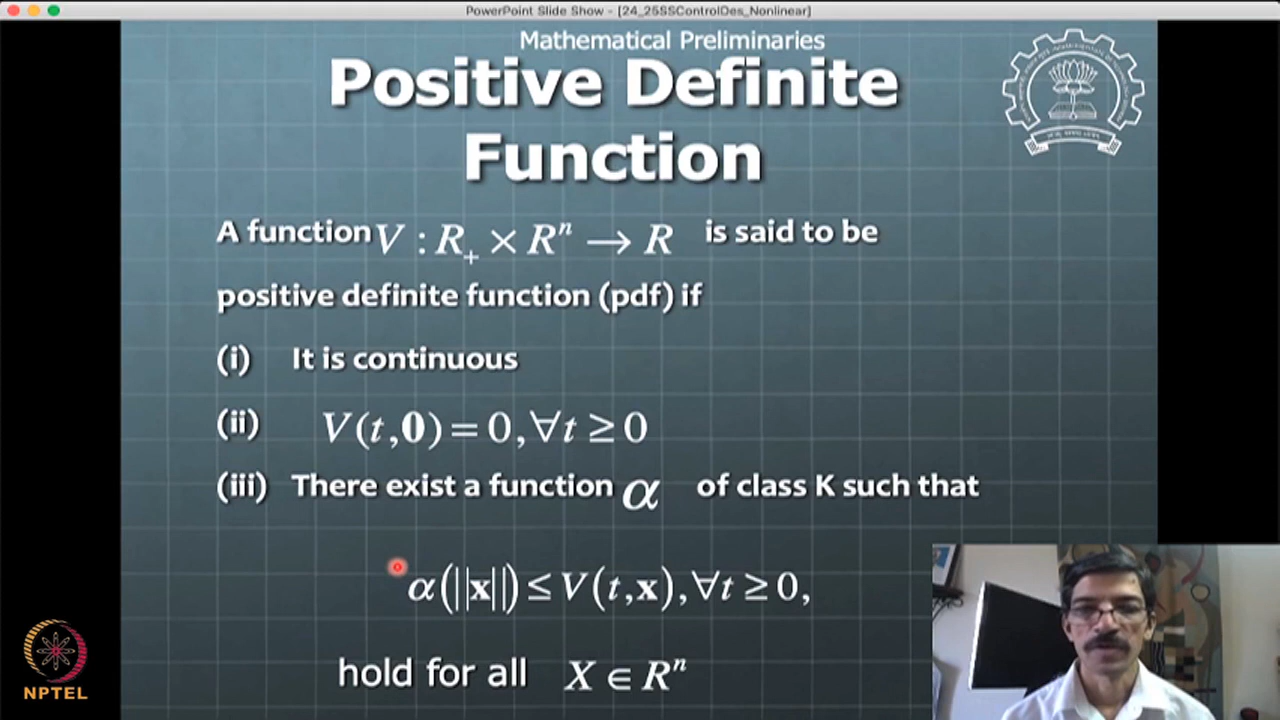 PowerPoint Slide Show - [24_25SSControlDes_Nonlinear]
Mathematical Preliminaries
Positive Definite
Function
A function V : R₊ × Rⁿ → R is said to be
positive definite function (pdf) if
(i) It is continuous
(ii) V(t,0) = 0, ∀t ≥ 0
(iii) There exist a function α of class K such that
α(||x||) ≤ V(t,x), ∀t ≥ 0,
hold for all X ∈ Rⁿ
NPTEL